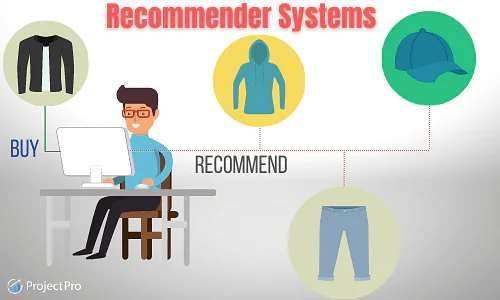 Recommender Systems
BUY
RECOMMEND
ProjectPro